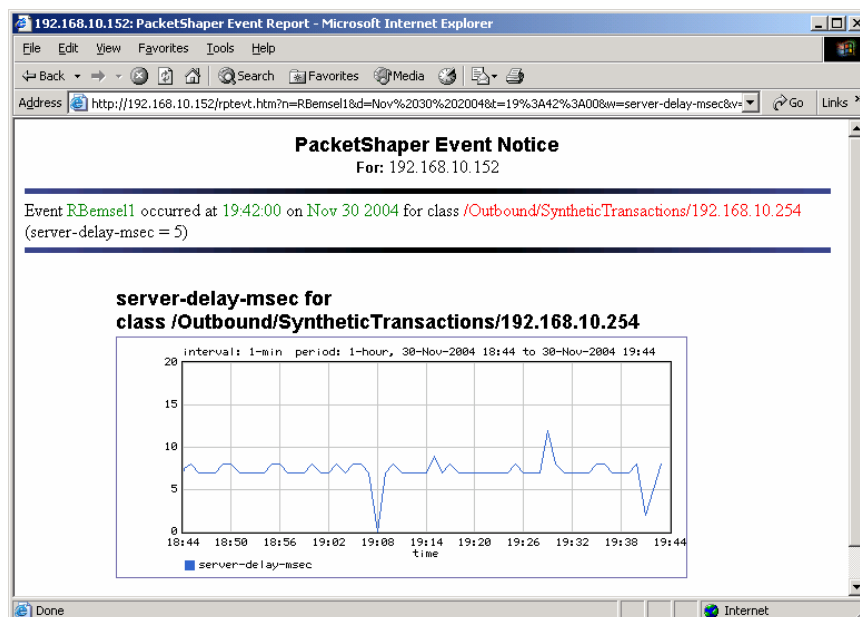 192.168.10.152: PacketShaper Event Report - Microsoft Internet Explorer
File Edit View Favorites Tools Help
Back Search Favorites Media
Address http://192.168.10.152/rptevt.htm?n=RBemsel1&d=Nov%2030%202004&t=19%3A42%3A00&w=server-delay-msec&v= Go Links
PacketShaper Event Notice
For: 192.168.10.152
Event RBemsel1 occurred at 19:42:00 on Nov 30 2004 for class /Outbound/SyntheticTransactions/192.168.10.254
(server-delay-msec = 5)
server-delay-msec for
class /Outbound/SyntheticTransactions/192.168.10.254
interval: 1-min period: 1-hour, 30-Nov-2004 18:44 to 30-Nov-2004 19:44
20
15
10
5
0
18:44 18:50 18:56 19:02 19:08 19:14 19:20 19:26 19:32 19:38 19:44
time
server-delay-msec
Done Internet